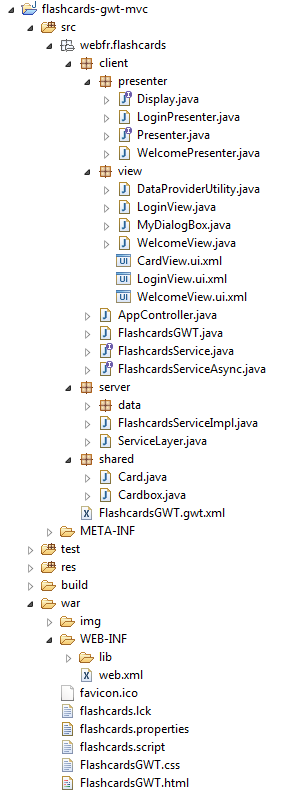 flashcards-gwt-mvc
src
webfr.flashcards
client
presenter
Display.java
LoginPresenter.java
Presenter.java
WelcomePresenter.java
view
DataProviderUtility.java
LoginView.java
MyDialogBox.java
WelcomeView.java
CardView.ui.xml
LoginView.ui.xml
WelcomeView.ui.xml
AppController.java
FlashcardsGWT.java
FlashcardsService.java
FlashcardsServiceAsync.java
server
data
FlashcardsServiceImpl.java
ServiceLayer.java
shared
Card.java
Cardbox.java
FlashcardsGWT.gwt.xml
META-INF
test
res
build
war
img
WEB-INF
lib
web.xml
favicon.ico
flashcards.lck
flashcards.properties
flashcards.script
FlashcardsGWT.css
FlashcardsGWT.html